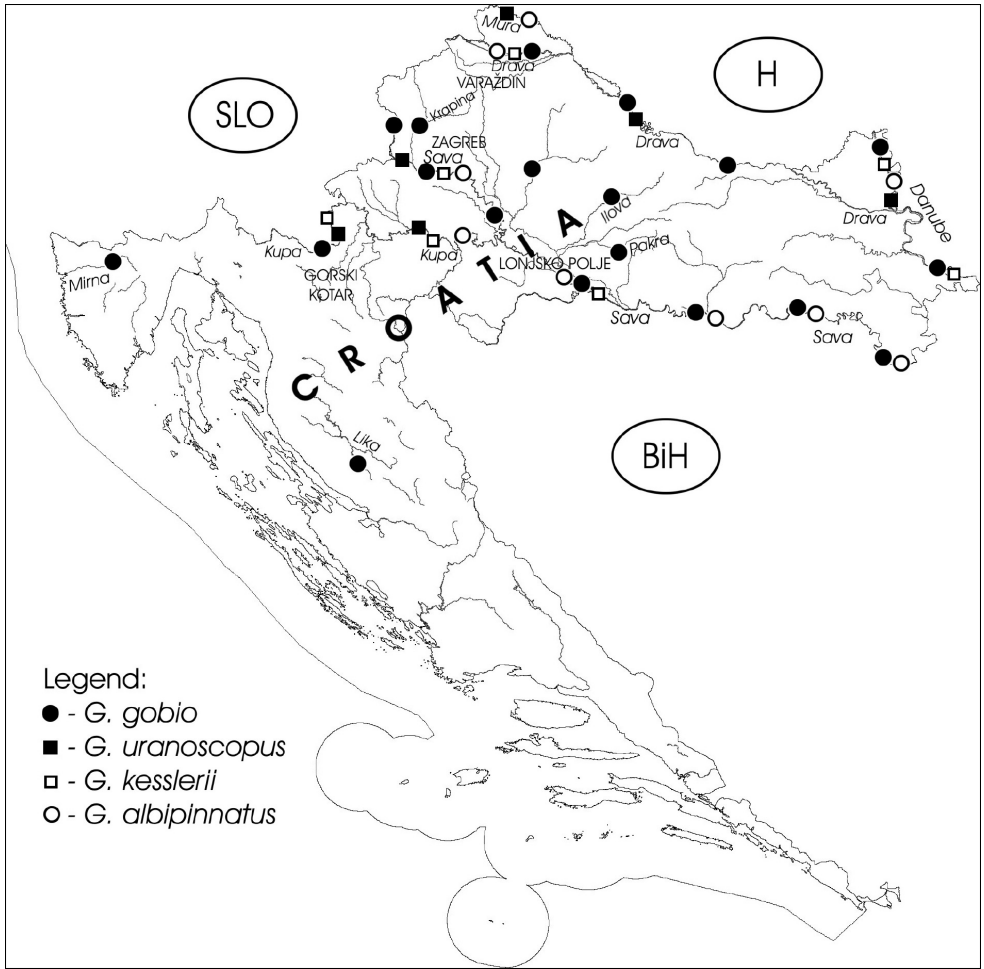 Mura
Drava
VARAŽDIN
H
SLO
Krapina
ZAGREB
Sava
Drava
Ilova
Danube
Drava
Kupa
Kupa
Pakra
LONJSKO POLJE
Mirna
GORSKI
KOTAR
Sava
Sava
CROATIA
Lika
BiH
Legend:
- G. gobio
- G. uranoscopus
- G. kesslerii
- G. albipinnatus